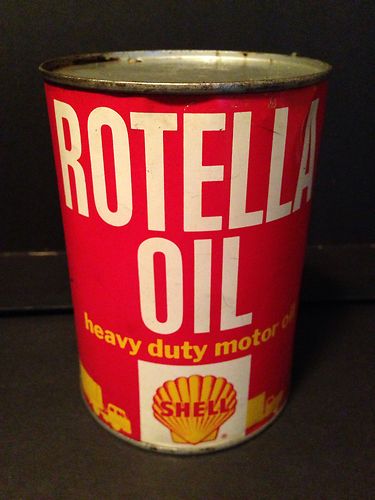 ROTELLA
OIL
heavy duty motor oil
SHELL